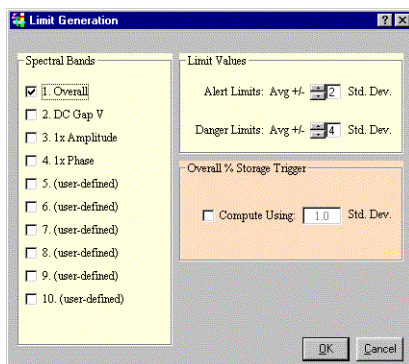 Limit Generation
Spectral Bands
1. Overall
2. DC Gap V
3. 1x Amplitude
4. 1x Phase
5. (user-defined)
6. (user-defined)
7. (user-defined)
8. (user-defined)
9. (user-defined)
10. (user-defined)
Limit Values
Alert Limits: Avg +/- 2 Std. Dev.
Danger Limits: Avg +/- 4 Std. Dev.
Overall % Storage Trigger
Compute Using: 1.0 Std. Dev.
OK Cancel